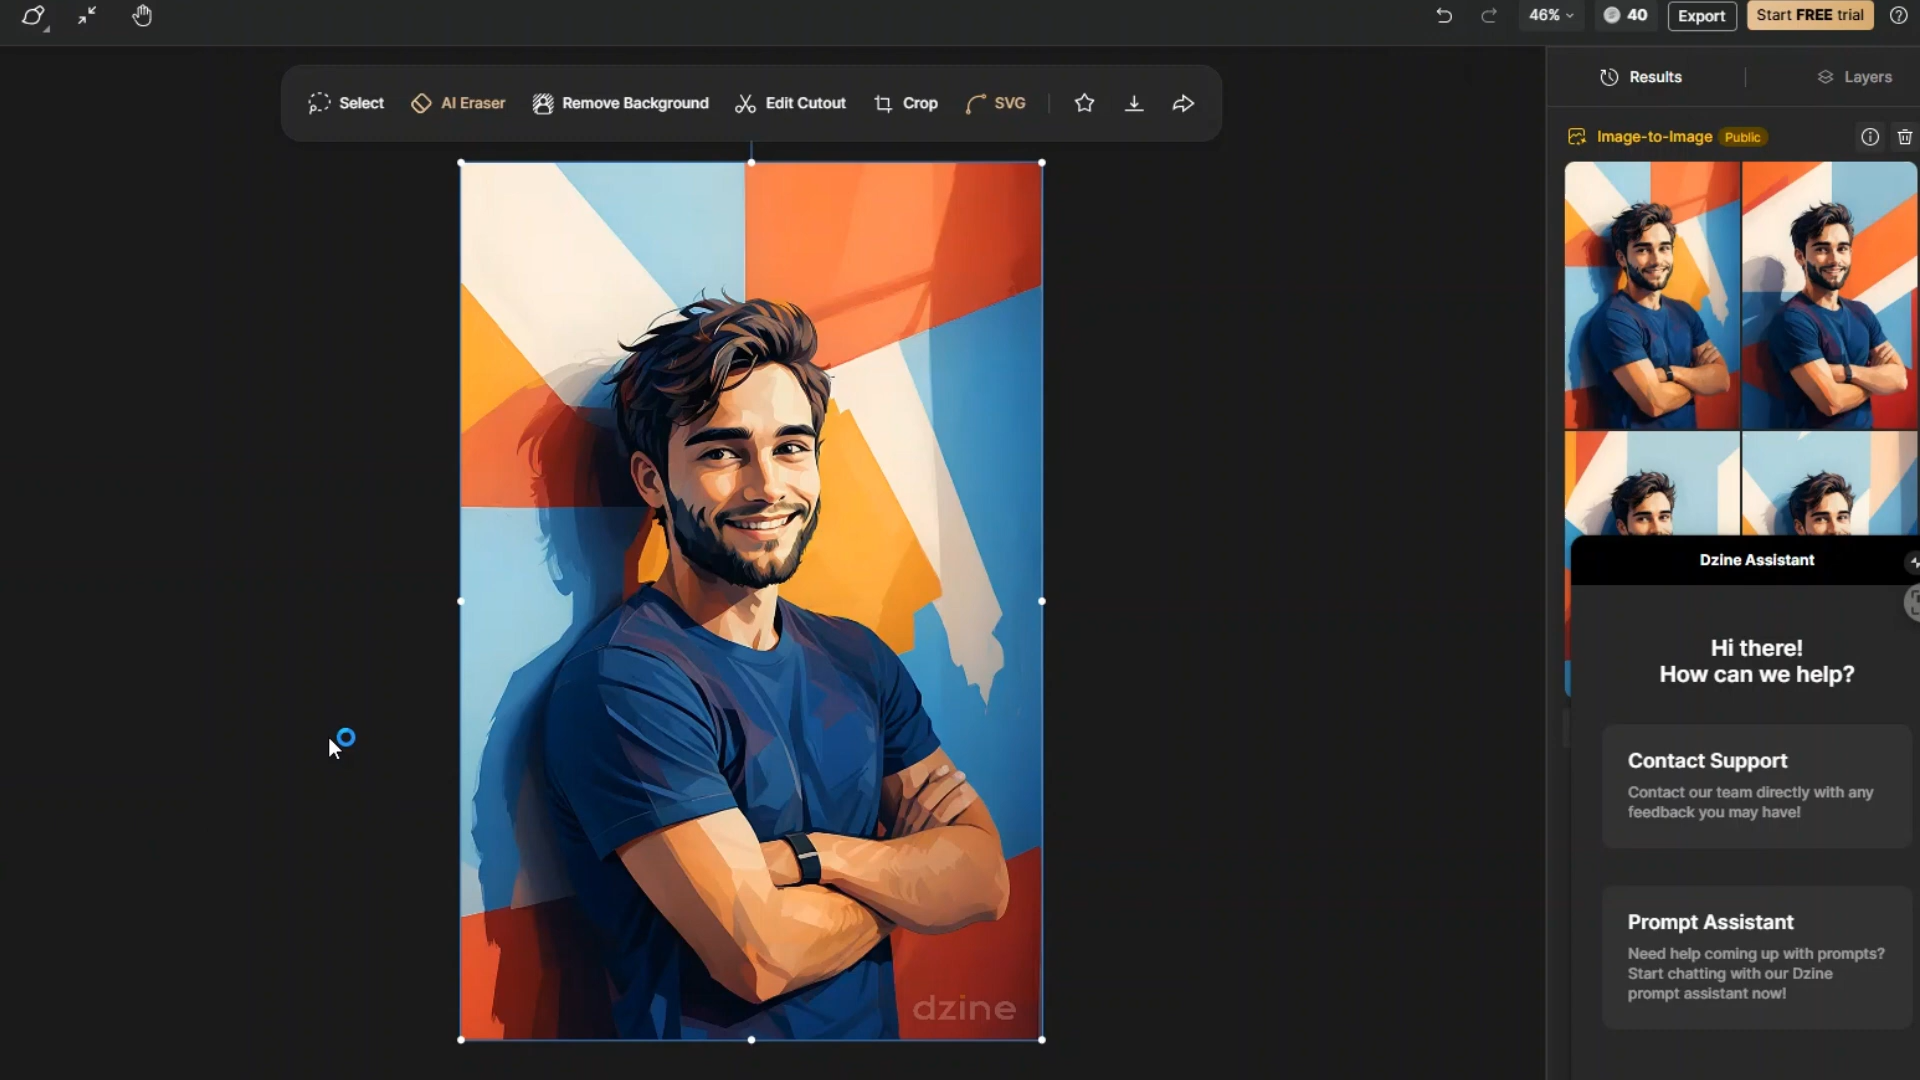 46%
40
Export
Start FREE trial
Select
AI Eraser
Remove Background
Edit Cutout
Crop
SVG
Results
Layers
Image-to-Image
Public
dzine
Dzine Assistant
Hi there!
How can we help?
Contact Support
Contact our team directly with any
feedback you may have!
Prompt Assistant
Need help coming up with prompts?
Start chatting with our Dzine
prompt assistant now!